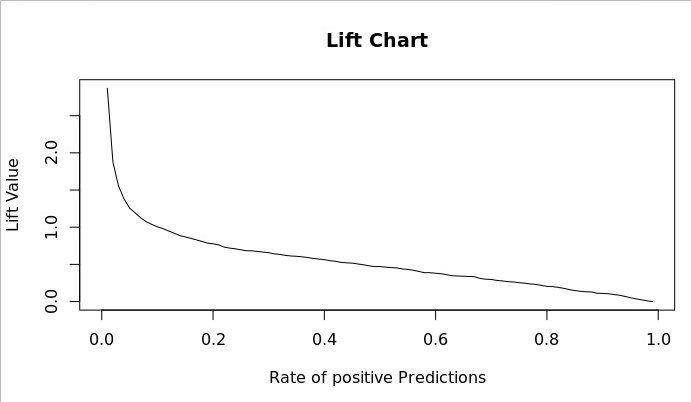 Lift Chart
Lift Value
2.0
1.0
0.0
0.0 0.2 0.4 0.6 0.8 1.0
Rate of positive Predictions